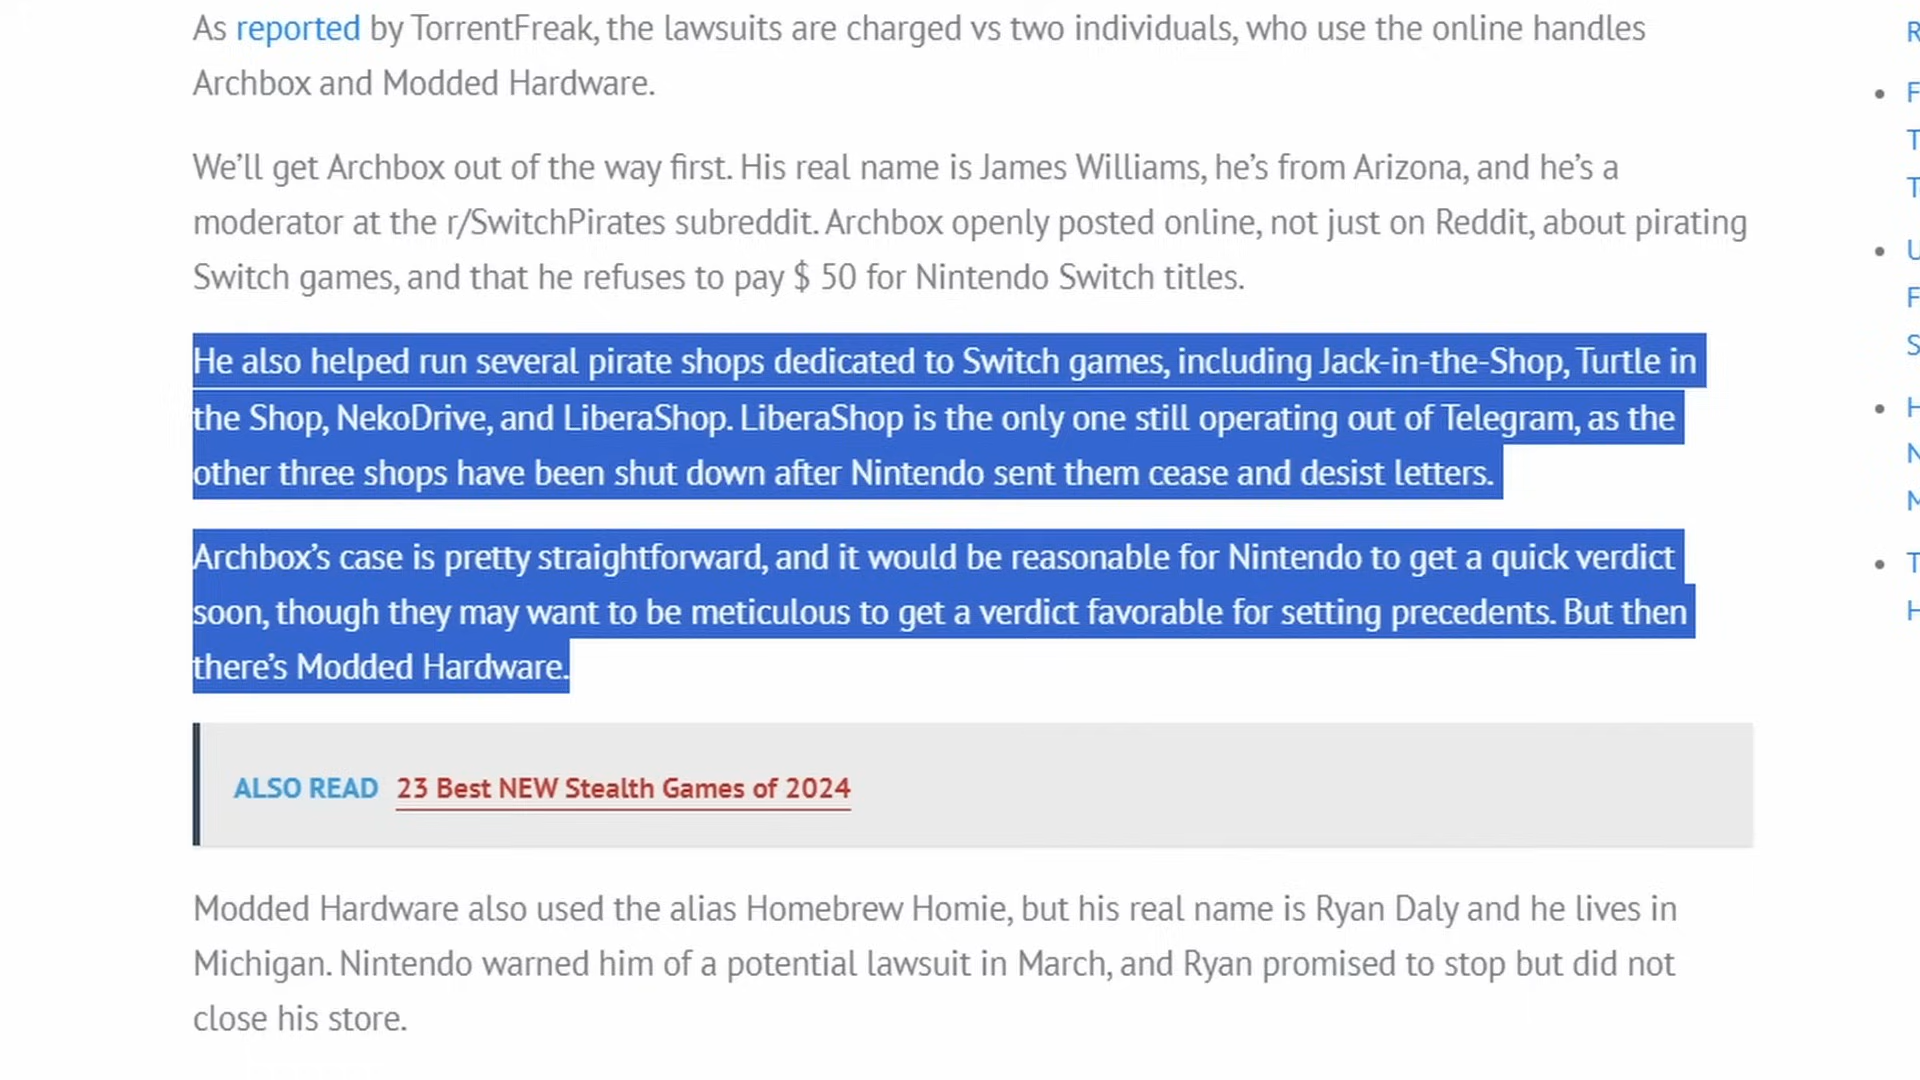 As reported by TorrentFreak, the lawsuits are charged vs two individuals, who use the online handles
Archbox and Modded Hardware.
We’ll get Archbox out of the way first. His real name is James Williams, he’s from Arizona, and he’s a
moderator at the r/SwitchPirates subreddit. Archbox openly posted online, not just on Reddit, about pirating
Switch games, and that he refuses to pay $ 50 for Nintendo Switch titles.
He also helped run several pirate shops dedicated to Switch games, including Jack-in-the-Shop, Turtle in
the Shop, NekoDrive, and LiberaShop. LiberaShop is the only one still operating out of Telegram, as the
other three shops have been shut down after Nintendo sent them cease and desist letters.
Archbox’s case is pretty straightforward, and it would be reasonable for Nintendo to get a quick verdict
soon, though they may want to be meticulous to get a verdict favorable for setting precedents. But then
there’s Modded Hardware.
ALSO READ 23 Best NEW Stealth Games of 2024
Modded Hardware also used the alias Homebrew Homie, but his real name is Ryan Daly and he lives in
Michigan. Nintendo warned him of a potential lawsuit in March, and Ryan promised to stop but did not
close his store.